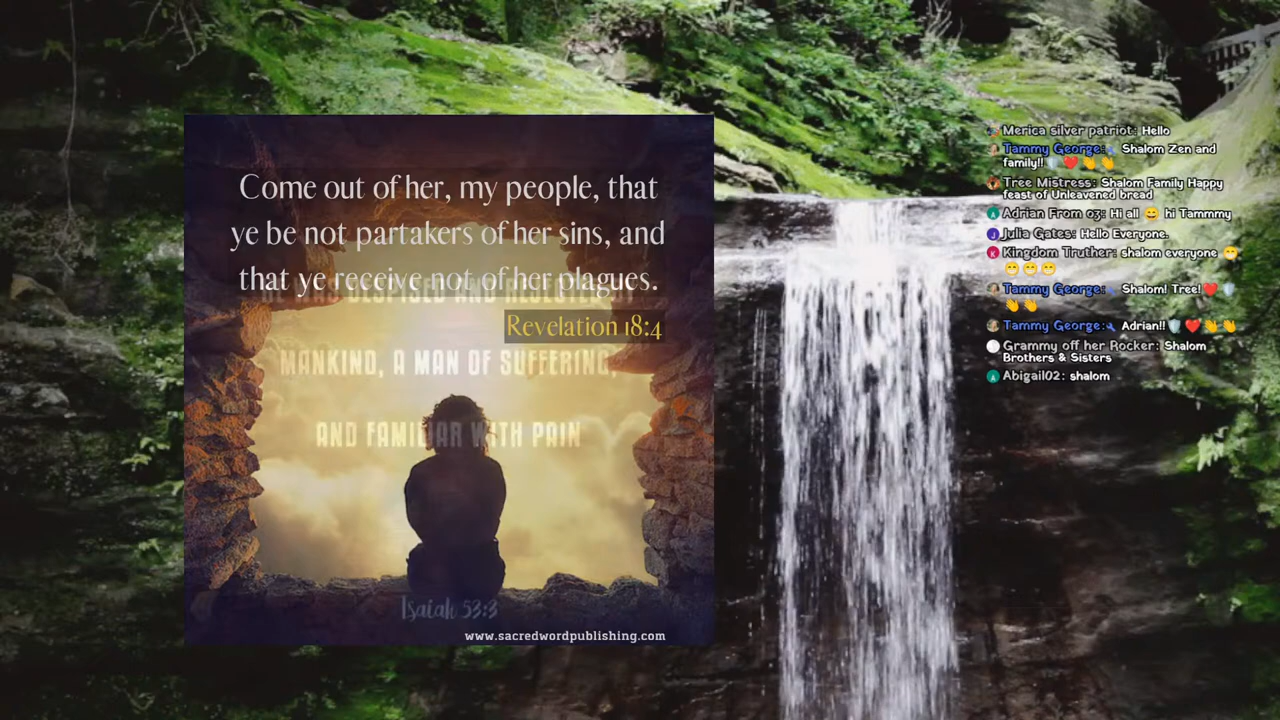 Come out of her, my people, that
ye be not partakers of her sins, and
that ye receive not of her plagues.
Revelation 18:4
MANKIND, A MAN OF SUFFERING,
AND FAMILIAR WITH PAIN
Isaiah 53:3
www.sacredwordpublishing.com
Merica silver patriot: Hello
Tammy George: Shalom Zen and
family!! 🛡️ ❤️ 👏 👏
Tree Mistress: Shalom Family Happy
feast of Unleavened bread
Adrian From oz: Hi all 😄 hi Tammmy
Julia Gates: Hello Everyone.
Kingdom Truther: shalom everyone 😁
😁 😁 😁
Tammy George: Shalom! Tree! ❤️ 🛡️
👏 👏
Tammy George: Adrian!! 🛡️ ❤️ 👏 👏
Grammy off her Rocker: Shalom
Brothers & Sisters
Abigail02: shalom